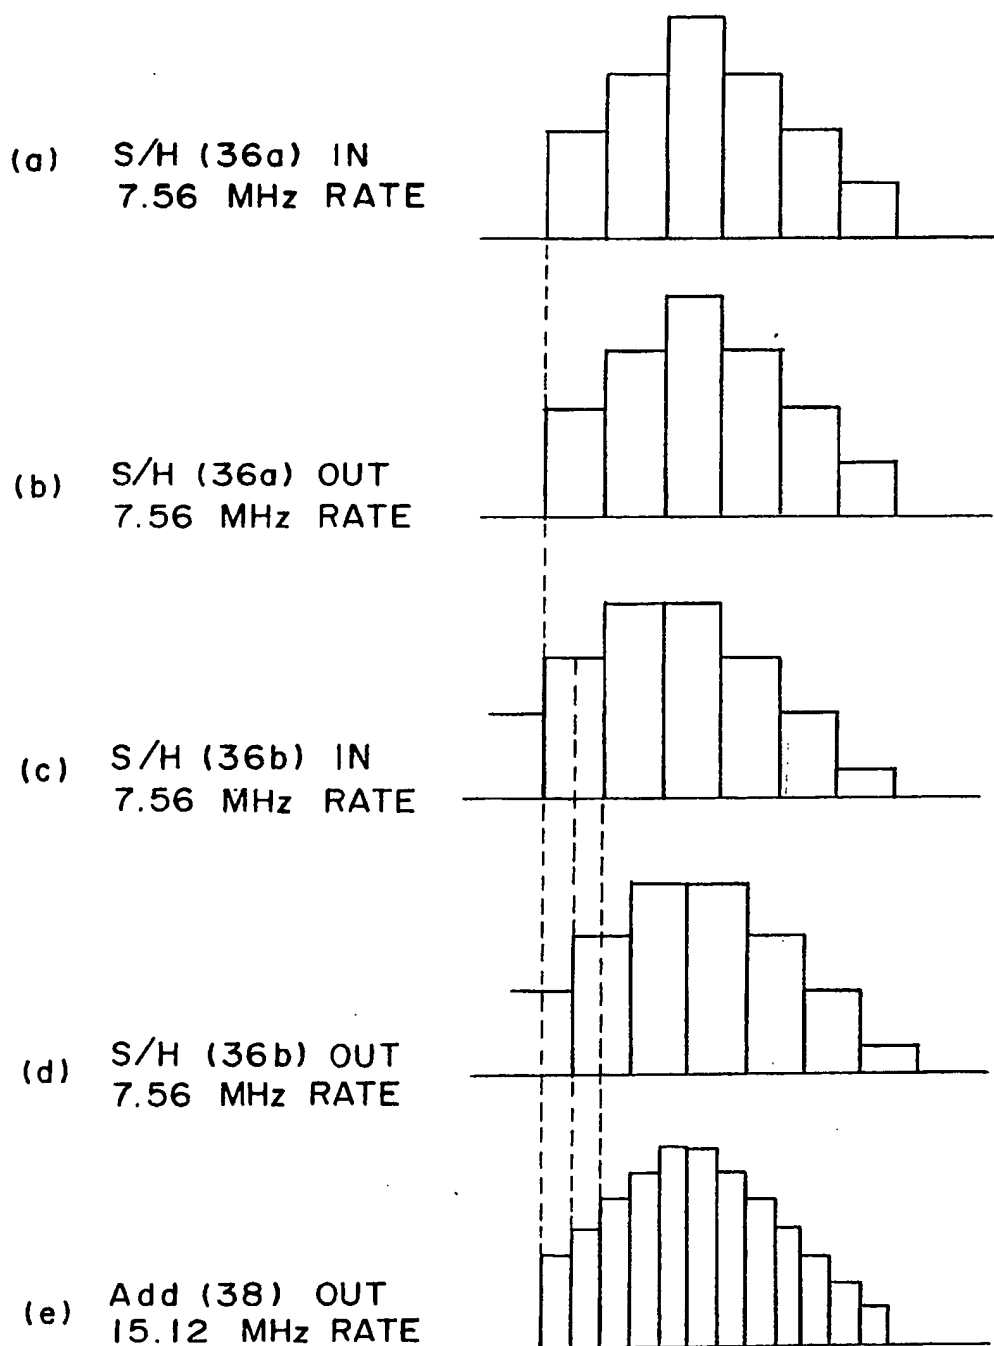 (a) S/H (36a) IN
7.56 MHz RATE
(b) S/H (36a) OUT
7.56 MHz RATE
(c) S/H (36b) IN
7.56 MHz RATE
(d) S/H (36b) OUT
7.56 MHz RATE
(e) Add (38) OUT
15.12 MHz RATE